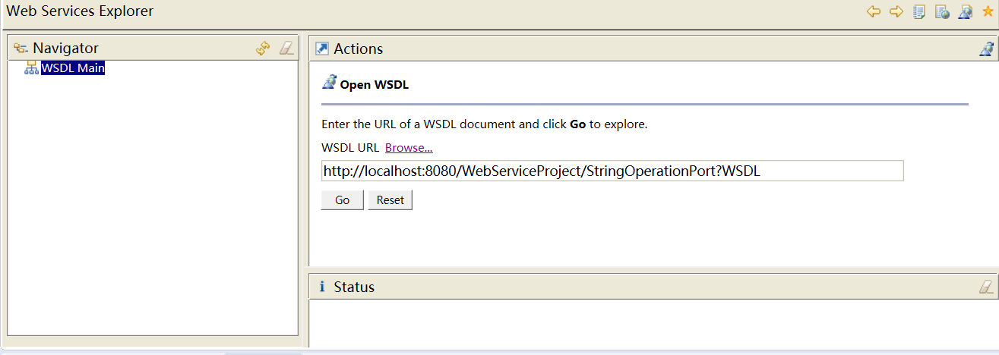 Web Services Explorer
Navigator
WSDL Main
Actions
Open WSDL
Enter the URL of a WSDL document and click Go to explore.
WSDL URL Browse...
http://localhost:8080/WebServiceProject/StringOperationPort?WSDL
Go Reset
Status